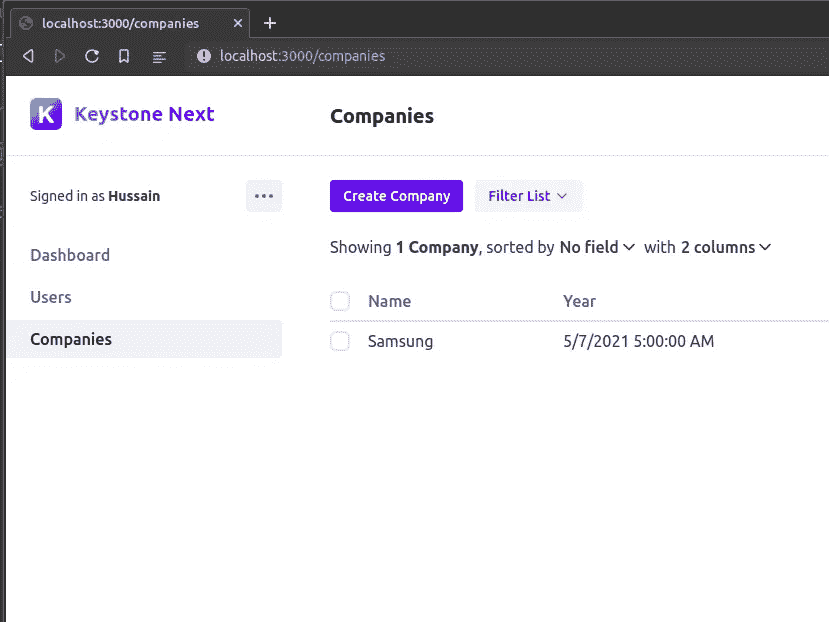 localhost:3000/companies
localhost:3000/companies
K Keystone Next
Companies
Signed in as Hussain
Create Company
Filter List
Dashboard
Showing 1 Company, sorted by No field with 2 columns
Users
Name Year
Companies
Samsung 5/7/2021 5:00:00 AM